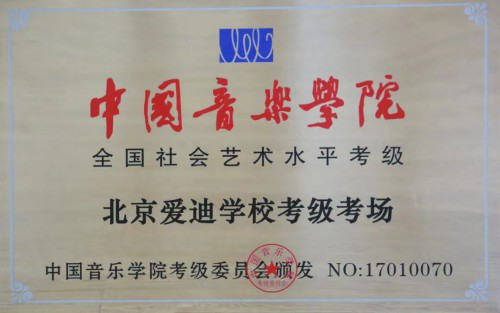 中国音樂學院
全国社会艺术水平考级
北京爱迪学校考级考场
中国音乐学院考级委员会颁发 NO:17010070